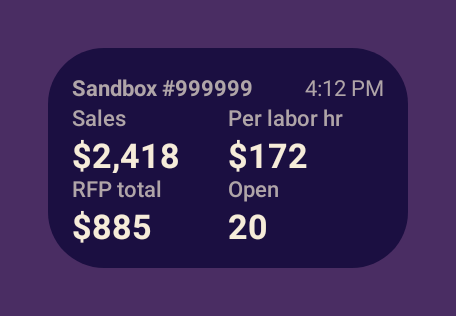 Sandbox #999999 4:12 PM
Sales Per labor hr
$2,418 $172
RFP total Open
$885 20